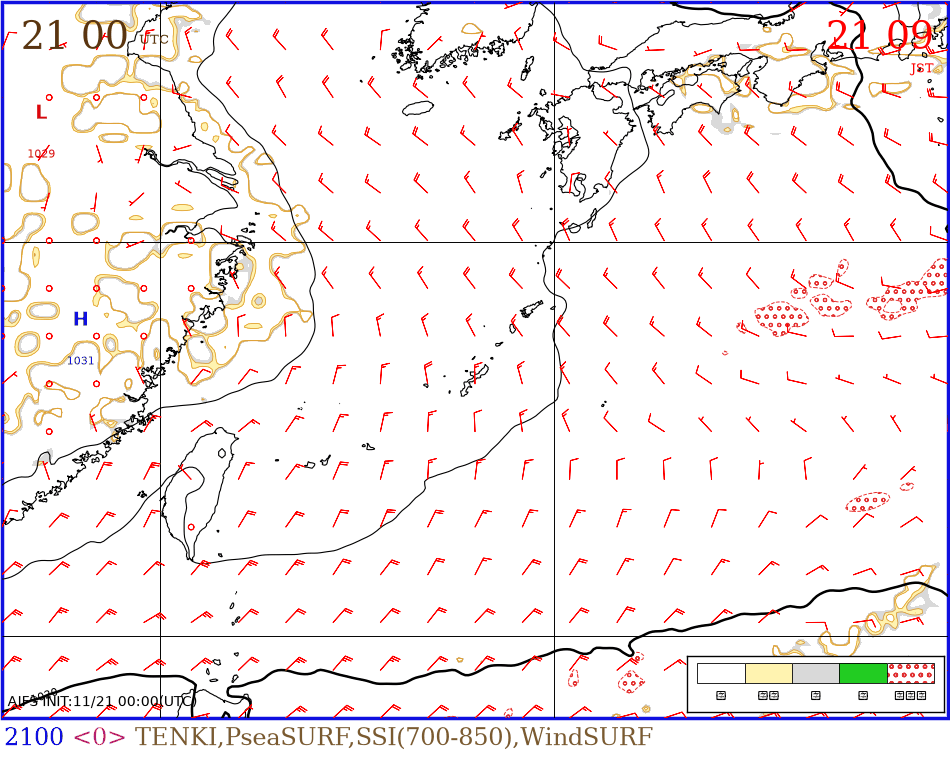 21 00 UTC
21 09
JST
L
1029
H
1031
AIFS INIT:11/21 00:00(UTC)
2100 <0> TENKI,PseaSURF,SSI(700-850),WindSURF